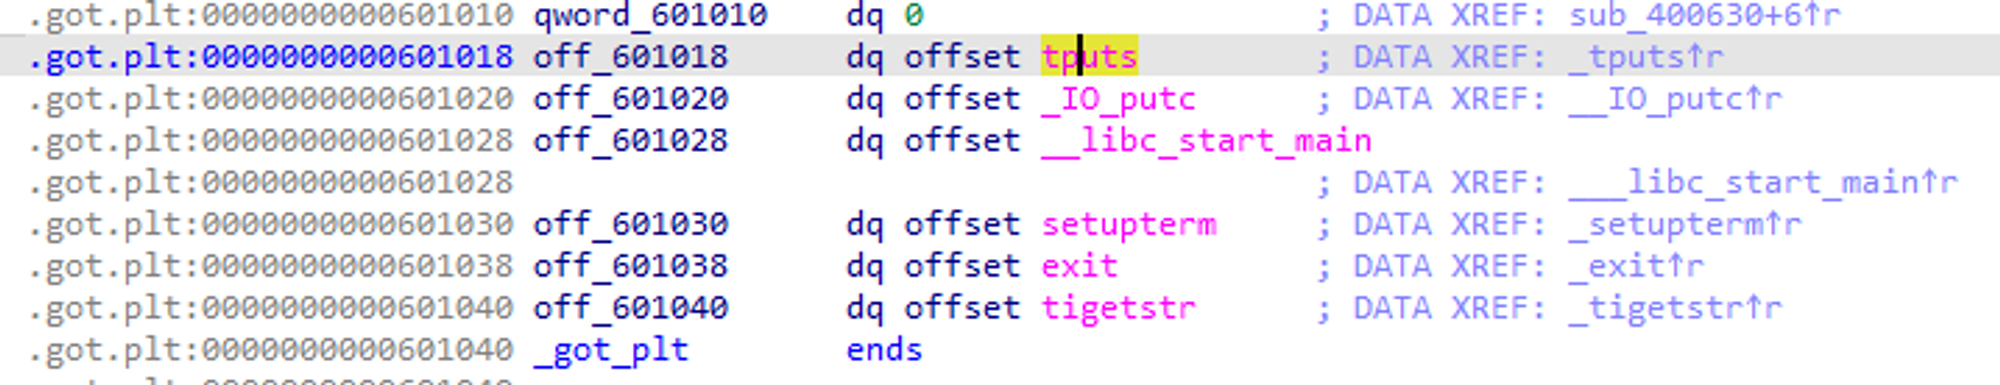 .got.plt:0000000000601010 qword_601010 dq 0 ; DATA XREF: sub_400630+6↑r
.got.plt:0000000000601018 off_601018 dq offset tputs ; DATA XREF: _tputs↑r
.got.plt:0000000000601020 off_601020 dq offset _IO_putc ; DATA XREF: __IO_putc↑r
.got.plt:0000000000601028 off_601028 dq offset __libc_start_main
.got.plt:0000000000601028 ; DATA XREF: ___libc_start_main↑r
.got.plt:0000000000601030 off_601030 dq offset setupterm ; DATA XREF: _setupterm↑r
.got.plt:0000000000601038 off_601038 dq offset exit ; DATA XREF: _exit↑r
.got.plt:0000000000601040 off_601040 dq offset tigetstr ; DATA XREF: _tigetstr↑r
.got.plt:0000000000601040 _got_plt ends